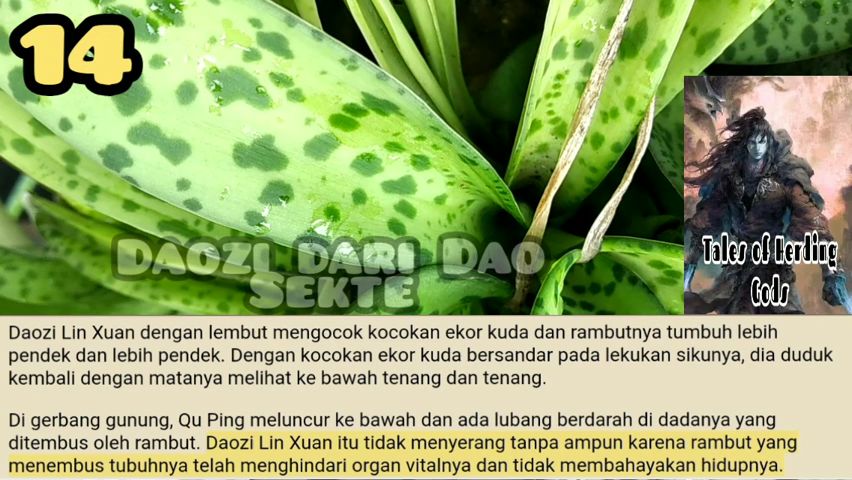 14
Daozi dari Dao
Sekte
Tales of Herding
Gods
Daozi Lin Xuan dengan lembut mengocok kocokan ekor kuda dan rambutnya tumbuh lebih
pendek dan lebih pendek. Dengan kocokan ekor kuda bersandar pada lekukan sikunya, dia duduk
kembali dengan matanya melihat ke bawah tenang dan tenang.
Di gerbang gunung, Qu Ping meluncur ke bawah dan ada lubang berdarah di dadanya yang
ditembus oleh rambut. Daozi Lin Xuan itu tidak menyerang tanpa ampun karena rambut yang
menembus tubuhnya telah menghindari organ vitalnya dan tidak membahayakan hidupnya.